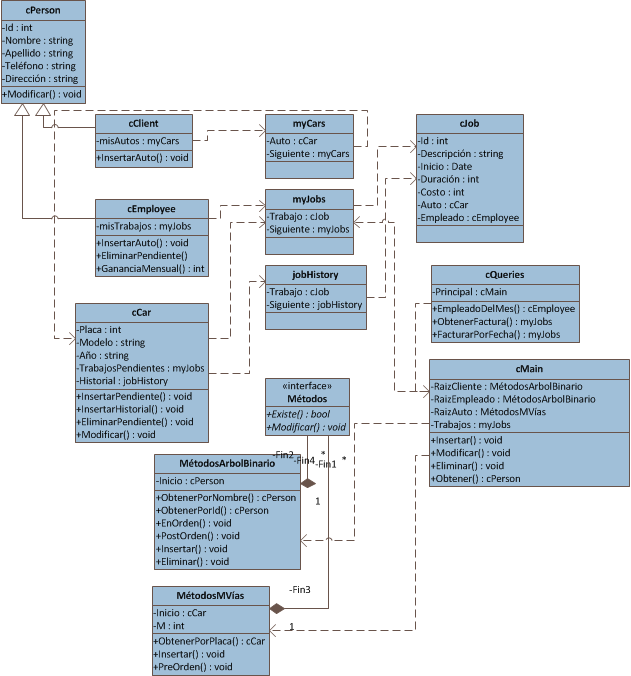 cPerson
-Id : int
-Nombre : string
-Apellido : string
-Teléfono : string
-Dirección : string
+Modificar() : void
cClient
-misAutos : myCars
+InsertarAuto() : void
myCars
-Auto : cCar
-Siguiente : myCars
cJob
-Id : int
-Descripción : string
-Inicio : Date
-Duración : int
-Costo : int
-Auto : cCar
-Empleado : cEmployee
cEmployee
-misTrabajos : myJobs
+InsertarAuto() : void
+EliminarPendiente()
+GananciaMensual() : int
myJobs
-Trabajo : cJob
-Siguiente : myJobs
jobHistory
-Trabajo : cJob
-Siguiente : jobHistory
cQueries
-Principal : cMain
+EmpleadoDelMes() : cEmployee
+ObtenerFactura() : myJobs
+FacturarPorFecha() : myJobs
cCar
-Placa : int
-Modelo : string
-Año : string
-TrabajosPendientes : myJobs
-Historial : jobHistory
+InsertarPendiente() : void
+InsertarHistorial() : void
+EliminarPendiente() : void
+Modificar() : void
cMain
-RaizCliente : MétodosArbolBinario
-RaizEmpleado : MétodosArbolBinario
-RaizAuto : MétodosMVías
-Trabajos : myJobs
+Insertar() : void
+Modificar() : void
+Eliminar() : void
+Obtener() : cPerson
«interface»
Métodos
+Existe() : bool
+Modificar() : void
-Fin2
-Fin4
*
-Fin1
*
1
MétodosArbolBinario
-Inicio : cPerson
+ObtenerPorNombre() : cPerson
+ObtenerPorId() : cPerson
+EnOrden() : void
+PostOrden() : void
+Insertar() : void
+Eliminar() : void
-Fin3
1
MétodosMVías
-Inicio : cCar
-M : int
+ObtenerPorPlaca() : cCar
+Insertar() : void
+PreOrden() : void